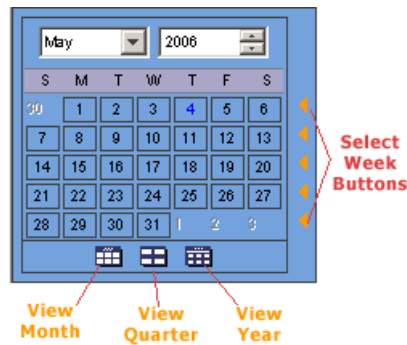 May 2006
S M T W T F S
30 1 2 3 4 5 6
7 8 9 10 11 12 13
14 15 16 17 18 19 20
21 22 23 24 25 26 27
28 29 30 31 1 2 3
Select
Week
Buttons
View
Month
View
Quarter
View
Year